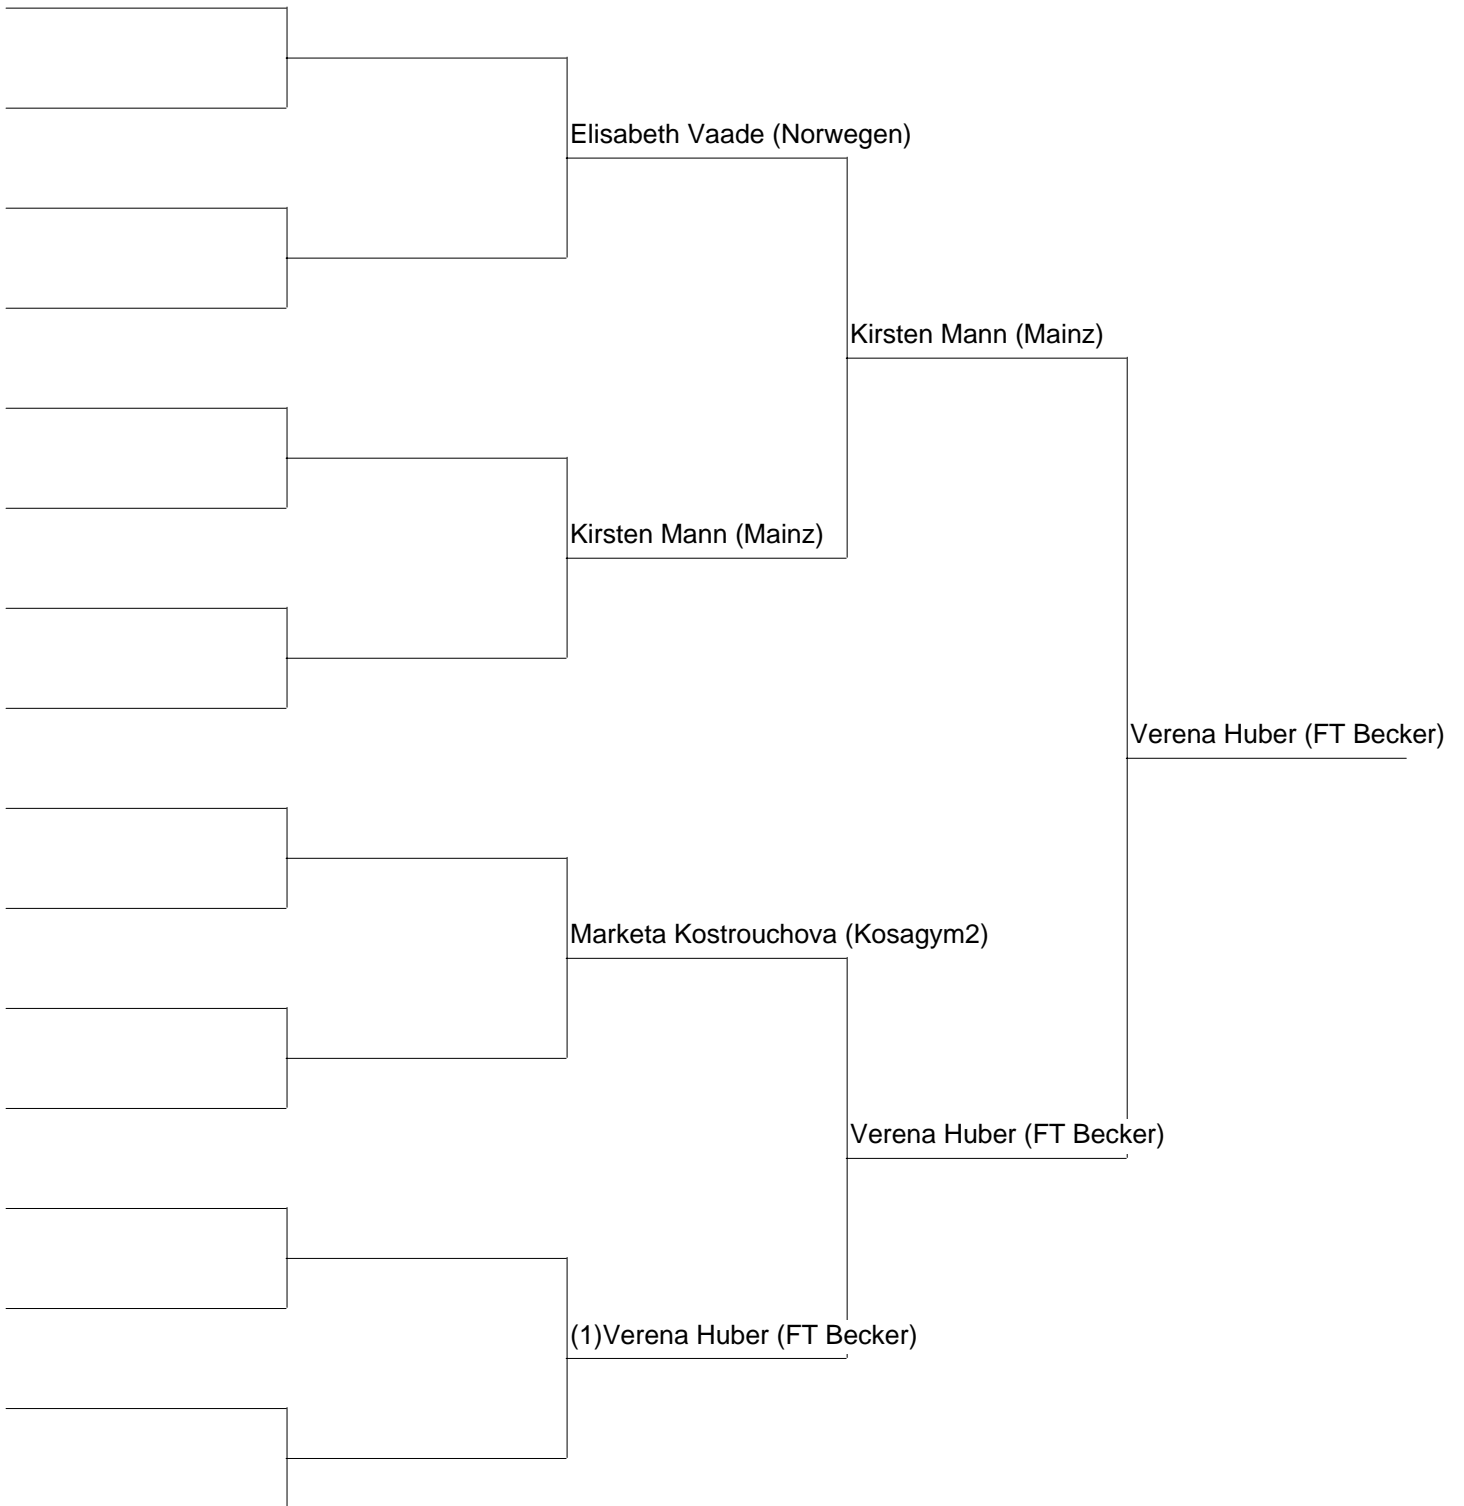 Elisabeth Vaade (Norwegen)
Kirsten Mann (Mainz)
Kirsten Mann (Mainz)
Verena Huber (FT Becker)
Marketa Kostrouchova (Kosagym2)
Verena Huber (FT Becker)
(1)Verena Huber (FT Becker)